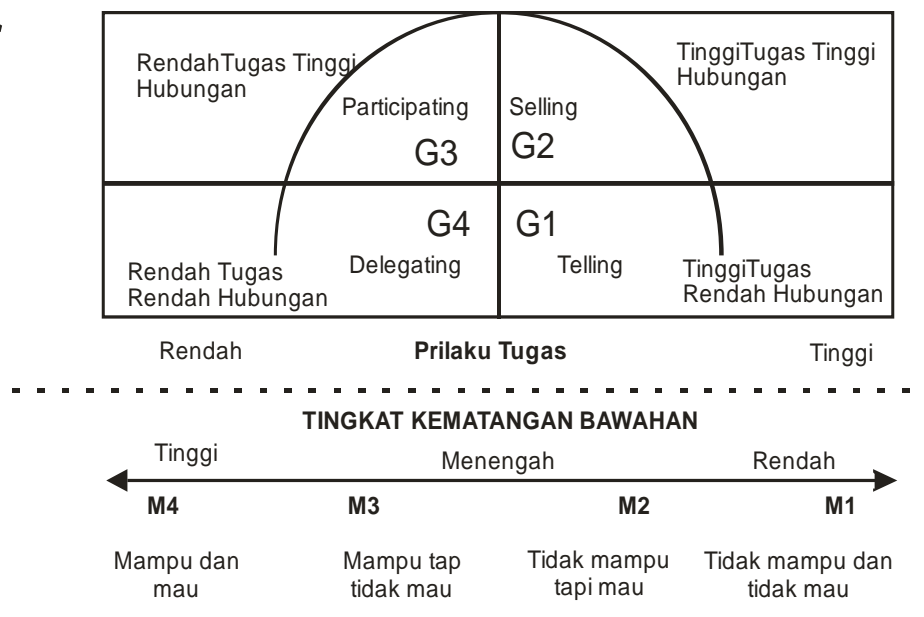 RendahTugas Tinggi
Hubungan
TinggiTugas Tinggi
Hubungan
Participating
Selling
G3
G2
G4
G1
Delegating
Telling
Rendah Tugas
Rendah Hubungan
TinggiTugas
Rendah Hubungan
Rendah
Prilaku Tugas
Tinggi
TINGKAT KEMATANGAN BAWAHAN
Tinggi
Menengah
Rendah
M4
M3
M2
M1
Mampu dan
mau
Mampu tap
tidak mau
Tidak mampu
tapi mau
Tidak mampu dan
tidak mau